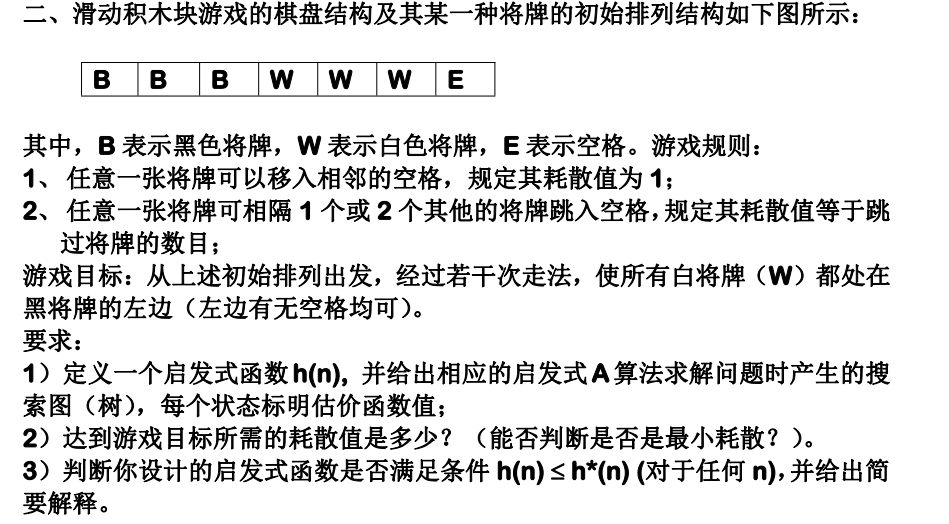 二、滑动积木块游戏的棋盘结构及其某一种将牌的初始排列结构如下图所示：
B B B W W W E
其中，B 表示黑色将牌，W 表示白色将牌，E 表示空格。游戏规则：
1、 任意一张将牌可以移入相邻的空格，规定其耗散值为 1；
2、 任意一张将牌可相隔 1 个或 2 个其他的将牌跳入空格，规定其耗散值等于跳
过将牌的数目；
游戏目标：从上述初始排列出发，经过若干次走法，使所有白将牌（W）都处在
黑将牌的左边（左边有无空格均可）。
要求：
1）定义一个启发式函数 h(n), 并给出相应的启发式 A 算法求解问题时产生的搜
索图（树），每个状态标明估价函数值；
2）达到游戏目标所需的耗散值是多少？（能否判断是否是最小耗散？）。
3）判断你设计的启发式函数是否满足条件 h(n) ≤ h*(n) (对于任何 n)，并给出简
要解释。